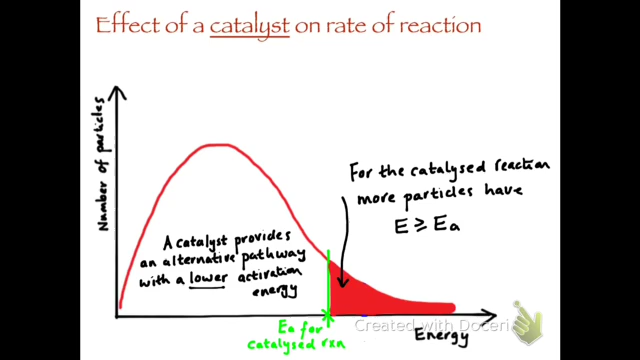 Effect of a catalyst on rate of reaction
Number of particles
For the catalysed reaction
more particles have
E ≥ Ea
A catalyst provides
an alternative pathway
with a lower activation
energy
Ea for
catalysed rxn
Created with Doceri
Energy